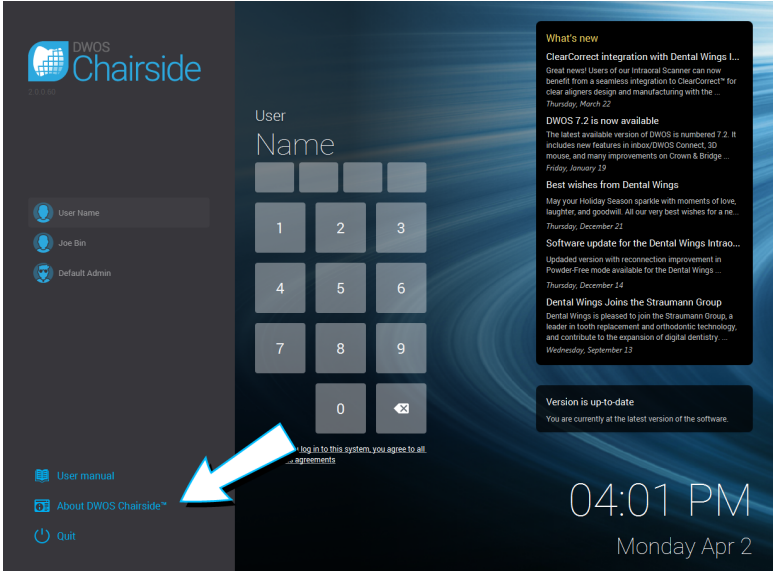 DWOS
Chairside
2.0.0.80
User Name
Joe Bin
Default Admin
User manual
About DWOS Chairside™
Quit
User
Name
1 2 3
4 5 6
7 8 9
0
log in to this system, you agree to all
agreements
What's new
ClearCorrect integration with Dental Wings I...
Great news! Users of our Intraoral Scanner can now
benefit from a seamless integration to ClearCorrect™ for
clear aligners design and manufacturing with the ...
Thursday, March 22
DWOS 7.2 is now available
The latest available version of DWOS is numbered 7.2. It
includes new features in inbox/DWOS Connect, 3D
mouse, and many improvements on Crown & Bridge ...
Friday, January 19
Best wishes from Dental Wings
May your Holiday Season sparkle with moments of love,
laughter, and goodwill. All our very best wishes for a ne...
Thursday, December 21
Software update for the Dental Wings Intrao...
Updaded version with reconnection improvement in
Powder-Free mode available for the Dental Wings ...
Thursday, December 14
Dental Wings Joins the Straumann Group
Dental Wings is pleased to join the Straumann Group, a
leader in tooth replacement and orthodontic technology,
and contribute to the expansion of digital dentistry. ...
Wednesday, September 13
Version is up-to-date
You are currently at the latest version of the software.
04:01 PM
Monday Apr 2